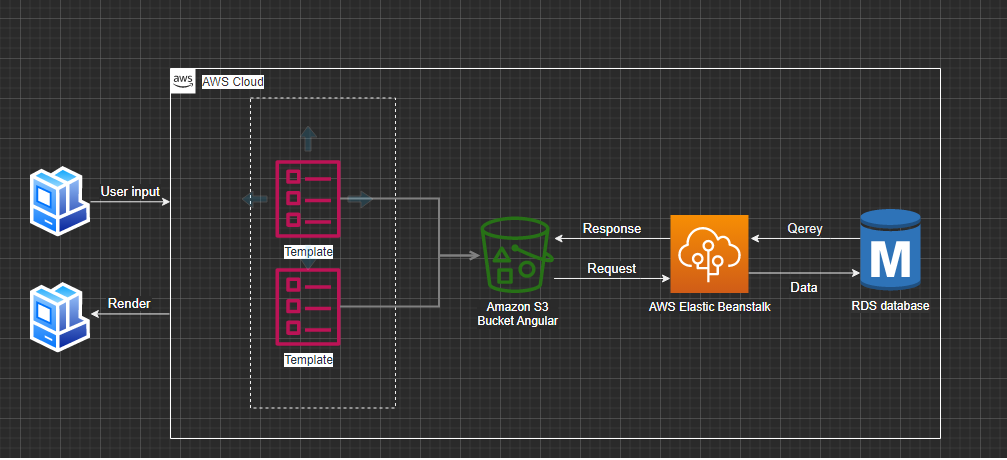 aws
AWS Cloud
User input
Render
Template
Template
Amazon S3
Bucket Angular
Response
Request
AWS Elastic Beanstalk
Qerey
Data
M
RDS database